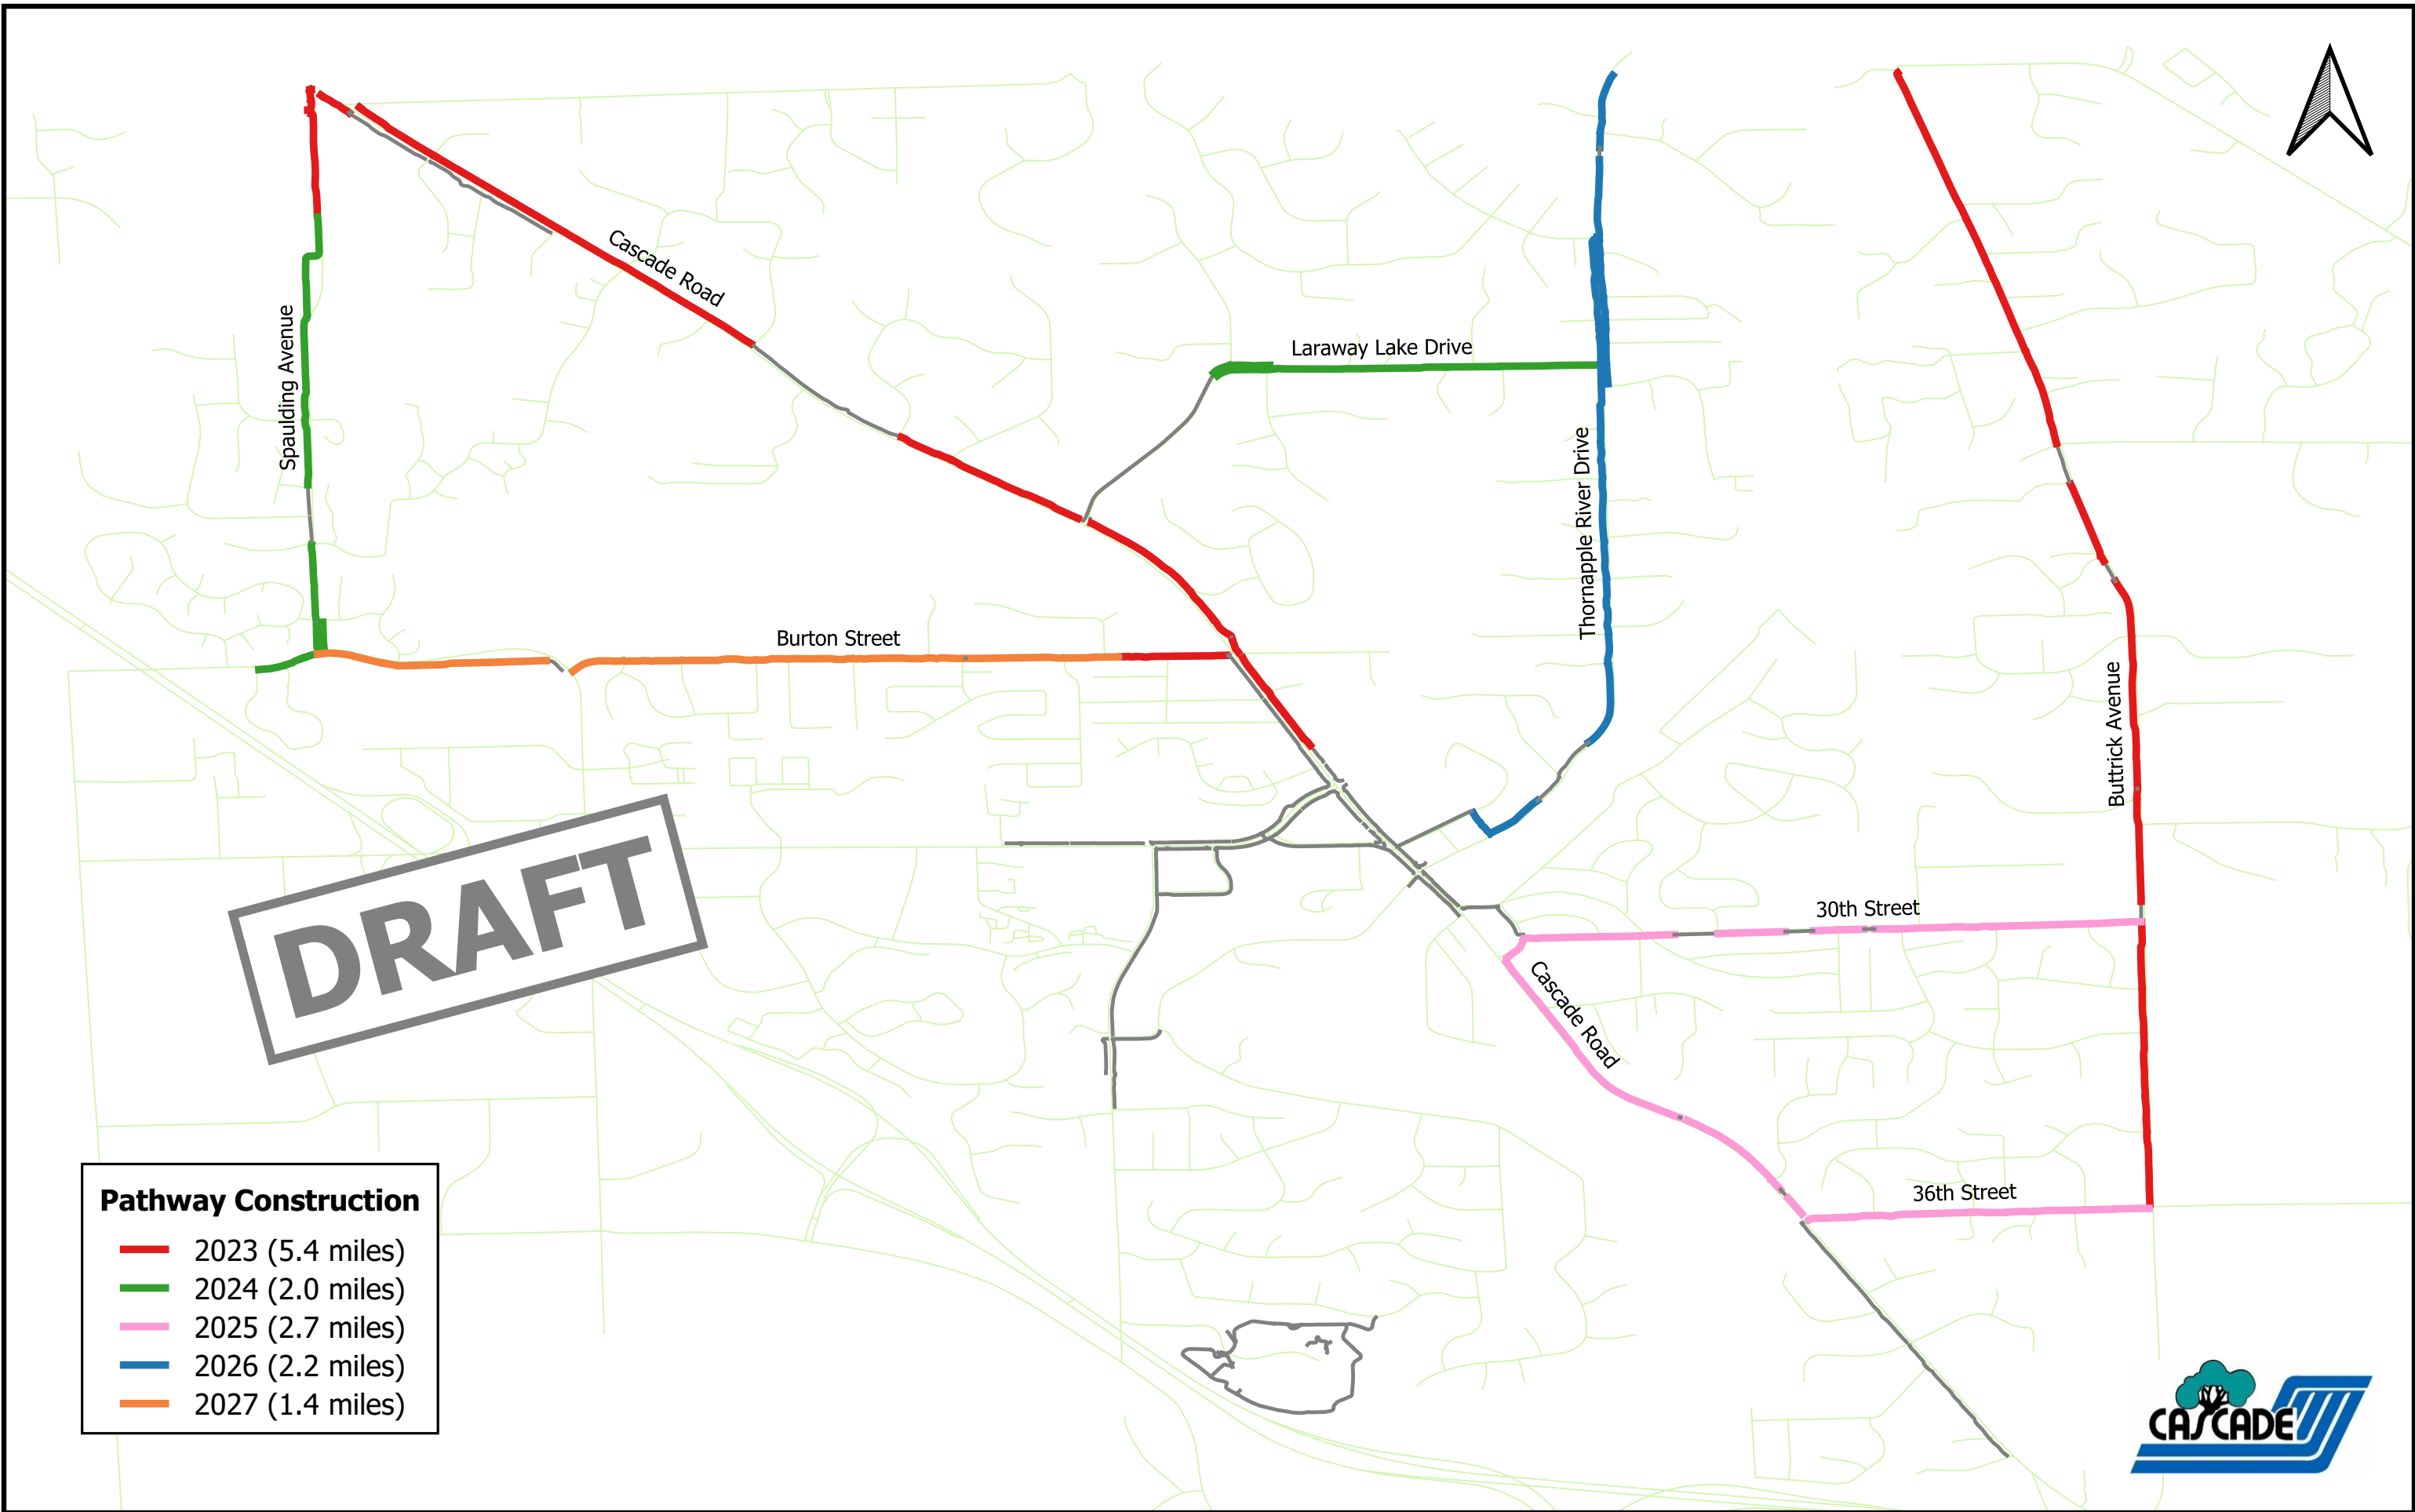 Cascade Road
Spaulding Avenue
Laraway Lake Drive
Thornapple River Drive
Burton Street
Buttrick Avenue
DRAFT
30th Street
Cascade Road
36th Street
Pathway Construction
2023 (5.4 miles)
2024 (2.0 miles)
2025 (2.7 miles)
2026 (2.2 miles)
2027 (1.4 miles)
CASCADE